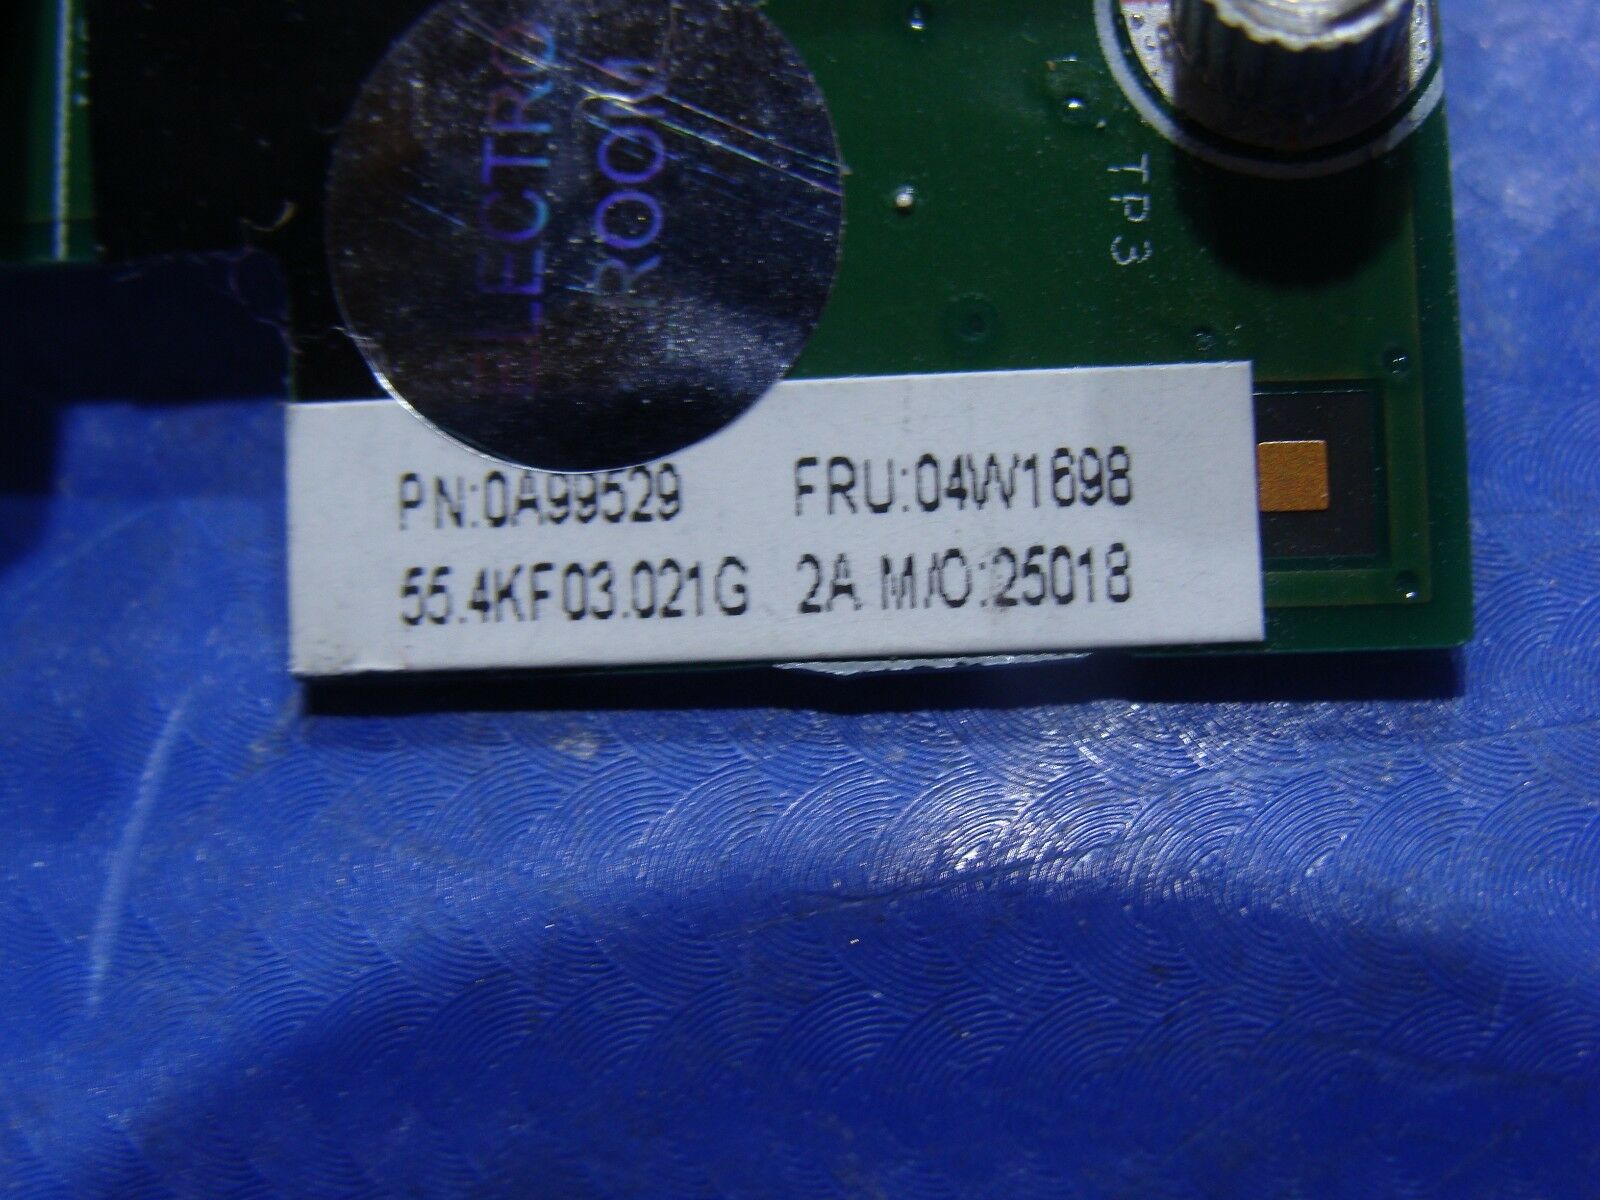 ELECTRO
ROOM
TP3
PN:0A99529 FRU:04W1698
55.4KF03.021G 2A M/O:25018